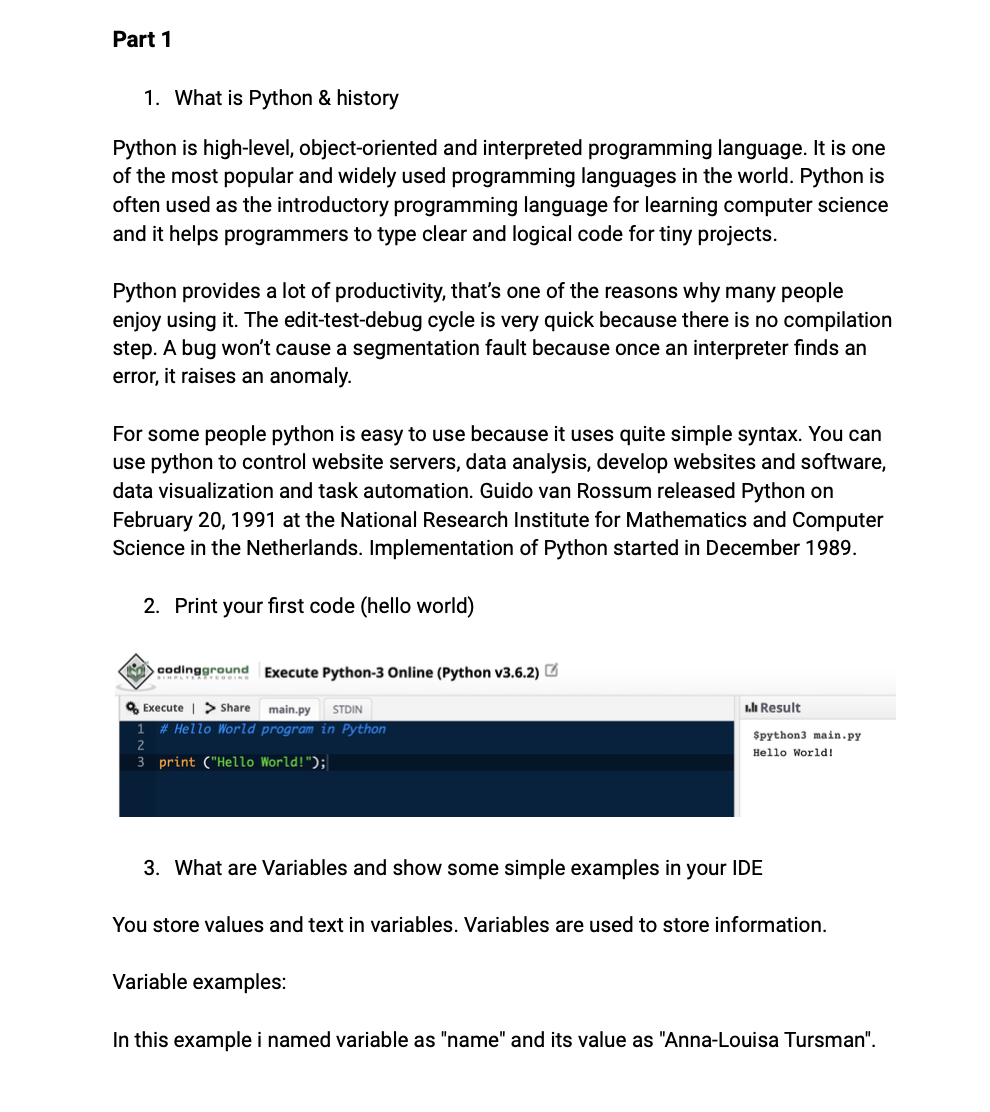 Part 1
1. What is Python & history
Python is high-level, object-oriented and interpreted programming language. It is one
of the most popular and widely used programming languages in the world. Python is
often used as the introductory programming language for learning computer science
and it helps programmers to type clear and logical code for tiny projects.
Python provides a lot of productivity, that’s one of the reasons why many people
enjoy using it. The edit-test-debug cycle is very quick because there is no compilation
step. A bug won’t cause a segmentation fault because once an interpreter finds an
error, it raises an anomaly.
For some people python is easy to use because it uses quite simple syntax. You can
use python to control website servers, data analysis, develop websites and software,
data visualization and task automation. Guido van Rossum released Python on
February 20, 1991 at the National Research Institute for Mathematics and Computer
Science in the Netherlands. Implementation of Python started in December 1989.
2. Print your first code (hello world)
codingground Execute Python-3 Online (Python v3.6.2)
SIMPLYEASYCODING
Execute | > Share main.py STDIN
1 # Hello World program in Python
2
3 print ("Hello World!");
Result
$python3 main.py
Hello World!
3. What are Variables and show some simple examples in your IDE
You store values and text in variables. Variables are used to store information.
Variable examples:
In this example i named variable as "name" and its value as "Anna-Louisa Tursman".